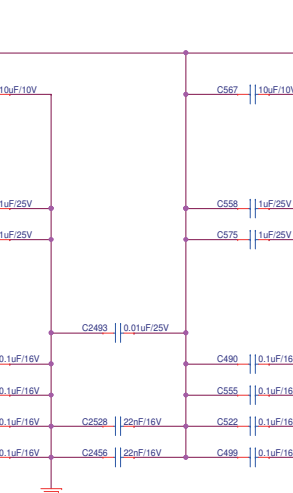 10µF/10V C567 10µF/10V
1uF/25V C558 1uF/25V
1uF/25V C575 1uF/25V
C2493 0.01uF/25V
0.1uF/16V C490 0.1uF/16
0.1uF/16V C555 0.1uF/16
0.1uF/16V C2528 22nF/16V C522 0.1uF/16
0.1uF/16V C2456 22nF/16V C499 0.1uF/16